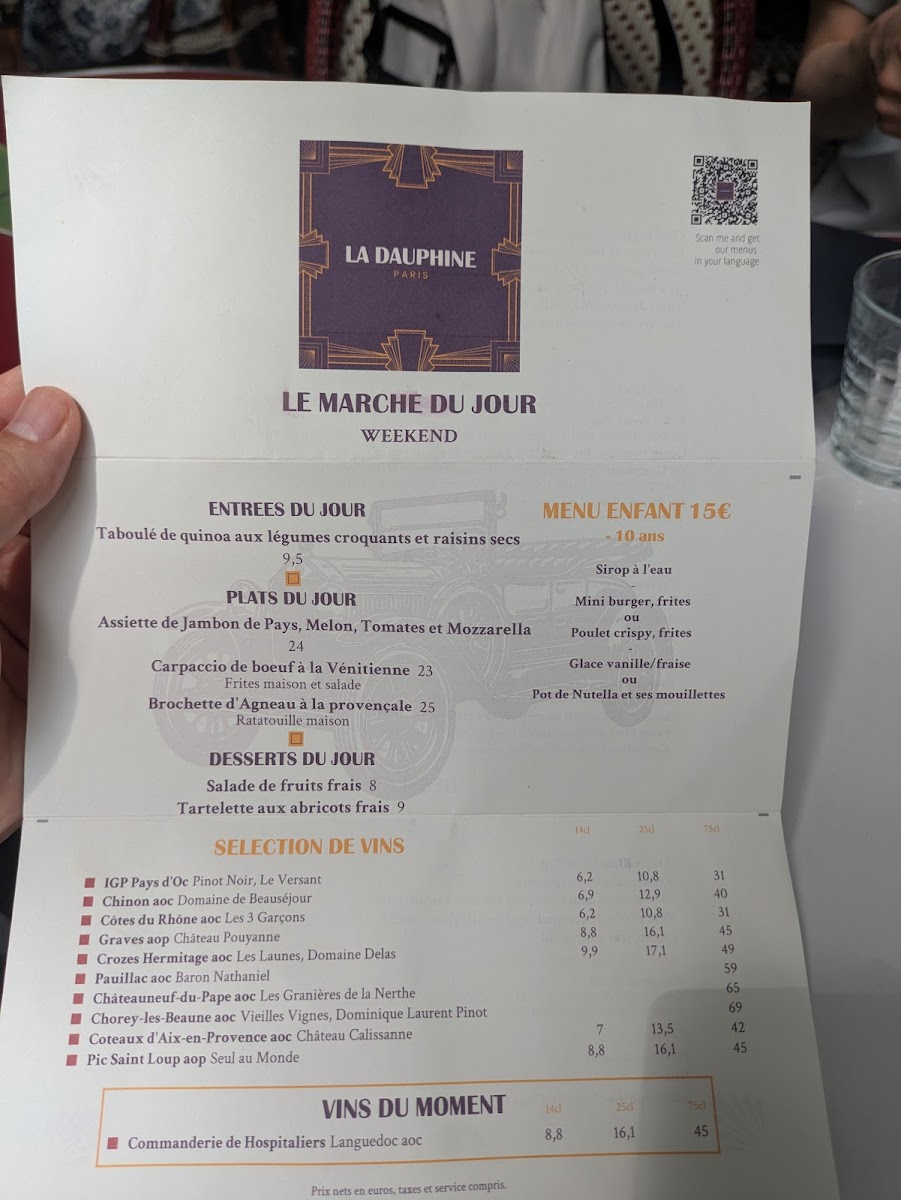 LA DAUPHINE
PARIS
Scan me and get
our menus
in your language
LE MARCHE DU JOUR
WEEKEND
ENTREES DU JOUR
Taboulé de quinoa aux légumes croquants et raisins secs
9,5
PLATS DU JOUR
Assiette de Jambon de Pays, Melon, Tomates et Mozzarella
24
Carpaccio de boeuf à la Vénitienne 23
Frites maison et salade
Brochette d'Agneau à la provençale 25
Ratatouille maison
DESSERTS DU JOUR
Salade de fruits frais 8
Tartelette aux abricots frais 9
MENU ENFANT 15€
- 10 ans
Sirop à l'eau
-
Mini burger, frites
ou
Poulet crispy, frites
-
Glace vanille/fraise
ou
Pot de Nutella et ses mouillettes
SELECTION DE VINS 14cl 25cl 75cl
IGP Pays d'Oc Pinot Noir, Le Versant 6,2 10,8 31
Chinon aoc Domaine de Beauséjour 6,9 12,9 40
Côtes du Rhône aoc Les 3 Garçons 6,2 10,8 31
Graves aop Château Pouyanne 8,8 16,1 45
Crozes Hermitage aoc Les Launes, Domaine Delas 9,9 17,1 49
Pauillac aoc Baron Nathaniel 59
Châteauneuf-du-Pape aoc Les Granières de la Nerthe 65
Chorey-les-Beaune aoc Vieilles Vignes, Dominique Laurent Pinot 69
Coteaux d'Aix-en-Provence aoc Château Calissanne 7 13,5 42
Pic Saint Loup aop Seul au Monde 8,8 16,1 45
VINS DU MOMENT 14cl 25cl 75cl
Commanderie de Hospitaliers Languedoc aoc 8,8 16,1 45
Prix nets en euros, taxes et service compris.